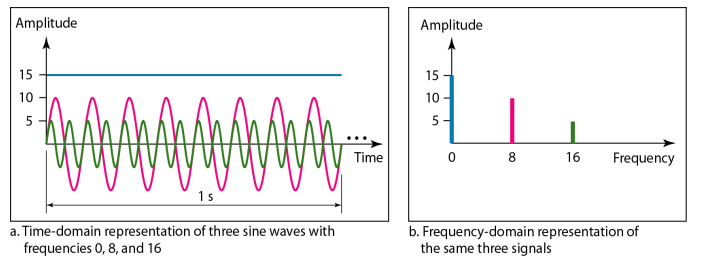 Amplitude
15
10
5
Time
1 s
a. Time-domain representation of three sine waves with
frequencies 0, 8, and 16
Amplitude
15
10
5
0 8 16 Frequency
b. Frequency-domain representation of
the same three signals